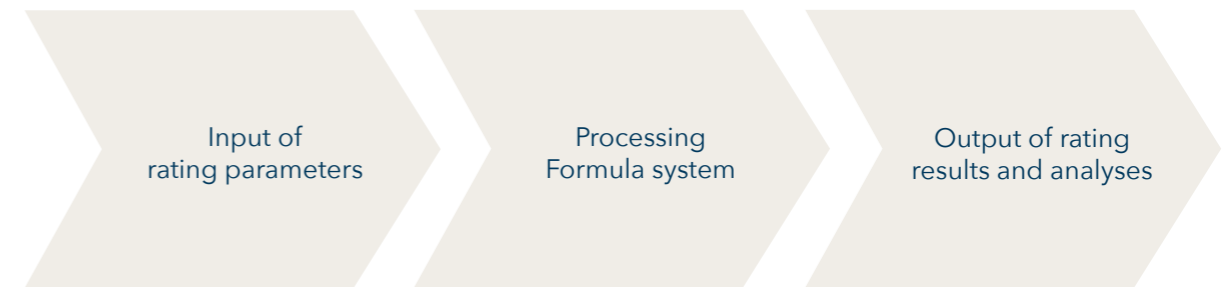 Input of
rating parameters
Processing
Formula system
Output of rating
results and analyses